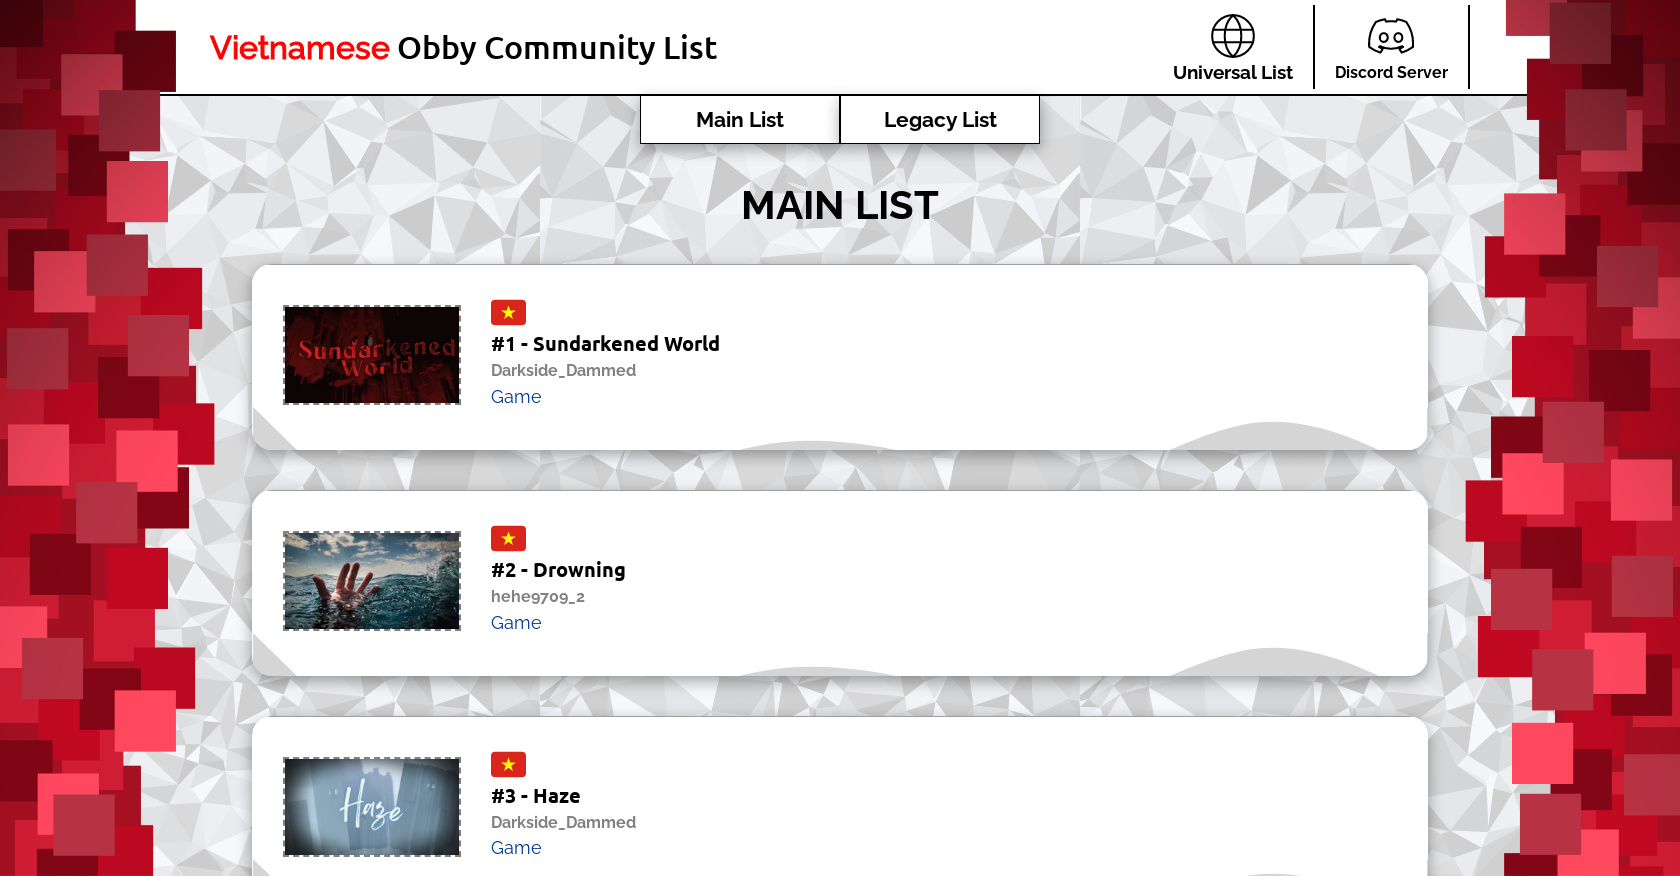 Vietnamese Obby Community List
Universal List
Discord Server
Main List
Legacy List
MAIN LIST
Sundarkened
World
#1 - Sundarkened World
Darkside_Dammed
Game
#2 - Drowning
hehe9709_2
Game
Haze
#3 - Haze
Darkside_Dammed
Game